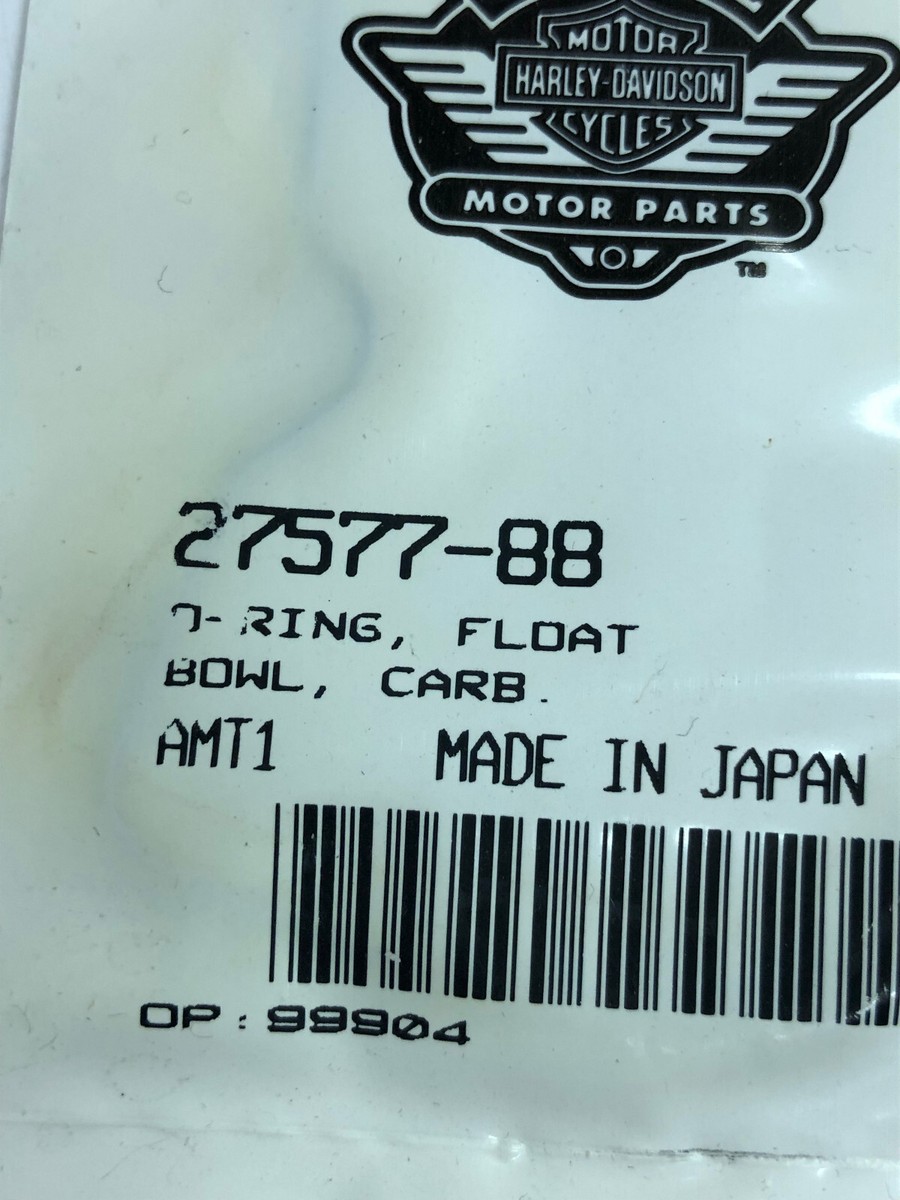 MOTOR
HARLEY-DAVIDSON
CYCLES
MOTOR PARTS
TM
27577-88
O-RING, FLOAT
BOWL, CARB.
AMT1 MADE IN JAPAN
OP: 99904